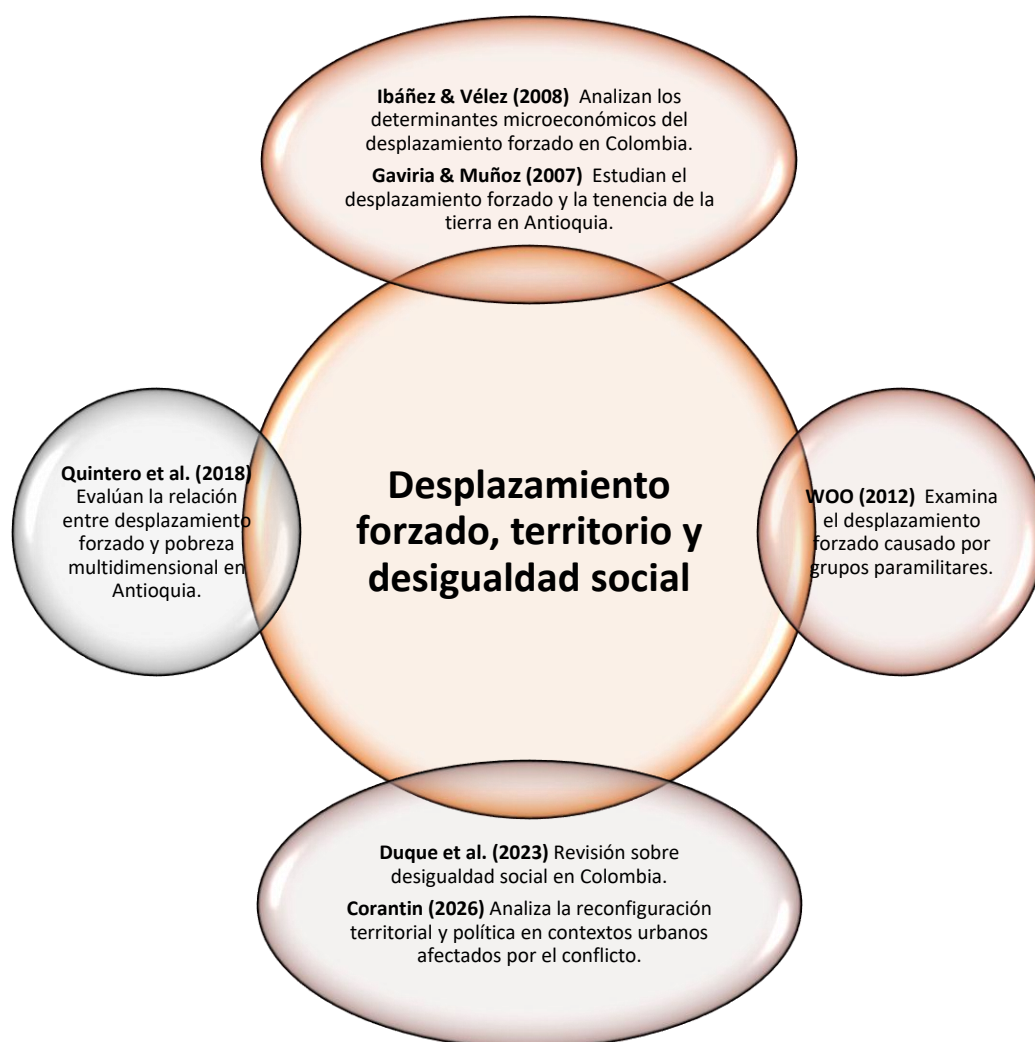 Ibáñez & Vélez (2008) Analizan los
determinantes microeconómicos del
desplazamiento forzado en Colombia.
Gaviria & Muñoz (2007) Estudian el
desplazamiento forzado y la tenencia de la
tierra en Antioquia.
Quintero et al. (2018)
Evalúan la relación
entre desplazamiento
forzado y pobreza
multidimensional en
Antioquia.
Desplazamiento
forzado, territorio y
desigualdad social
WOO (2012) Examina
el desplazamiento
forzado causado por
grupos paramilitares.
Duque et al. (2023) Revisión sobre
desigualdad social en Colombia.
Corantin (2026) Analiza la reconfiguración
territorial y política en contextos urbanos
afectados por el conflicto.